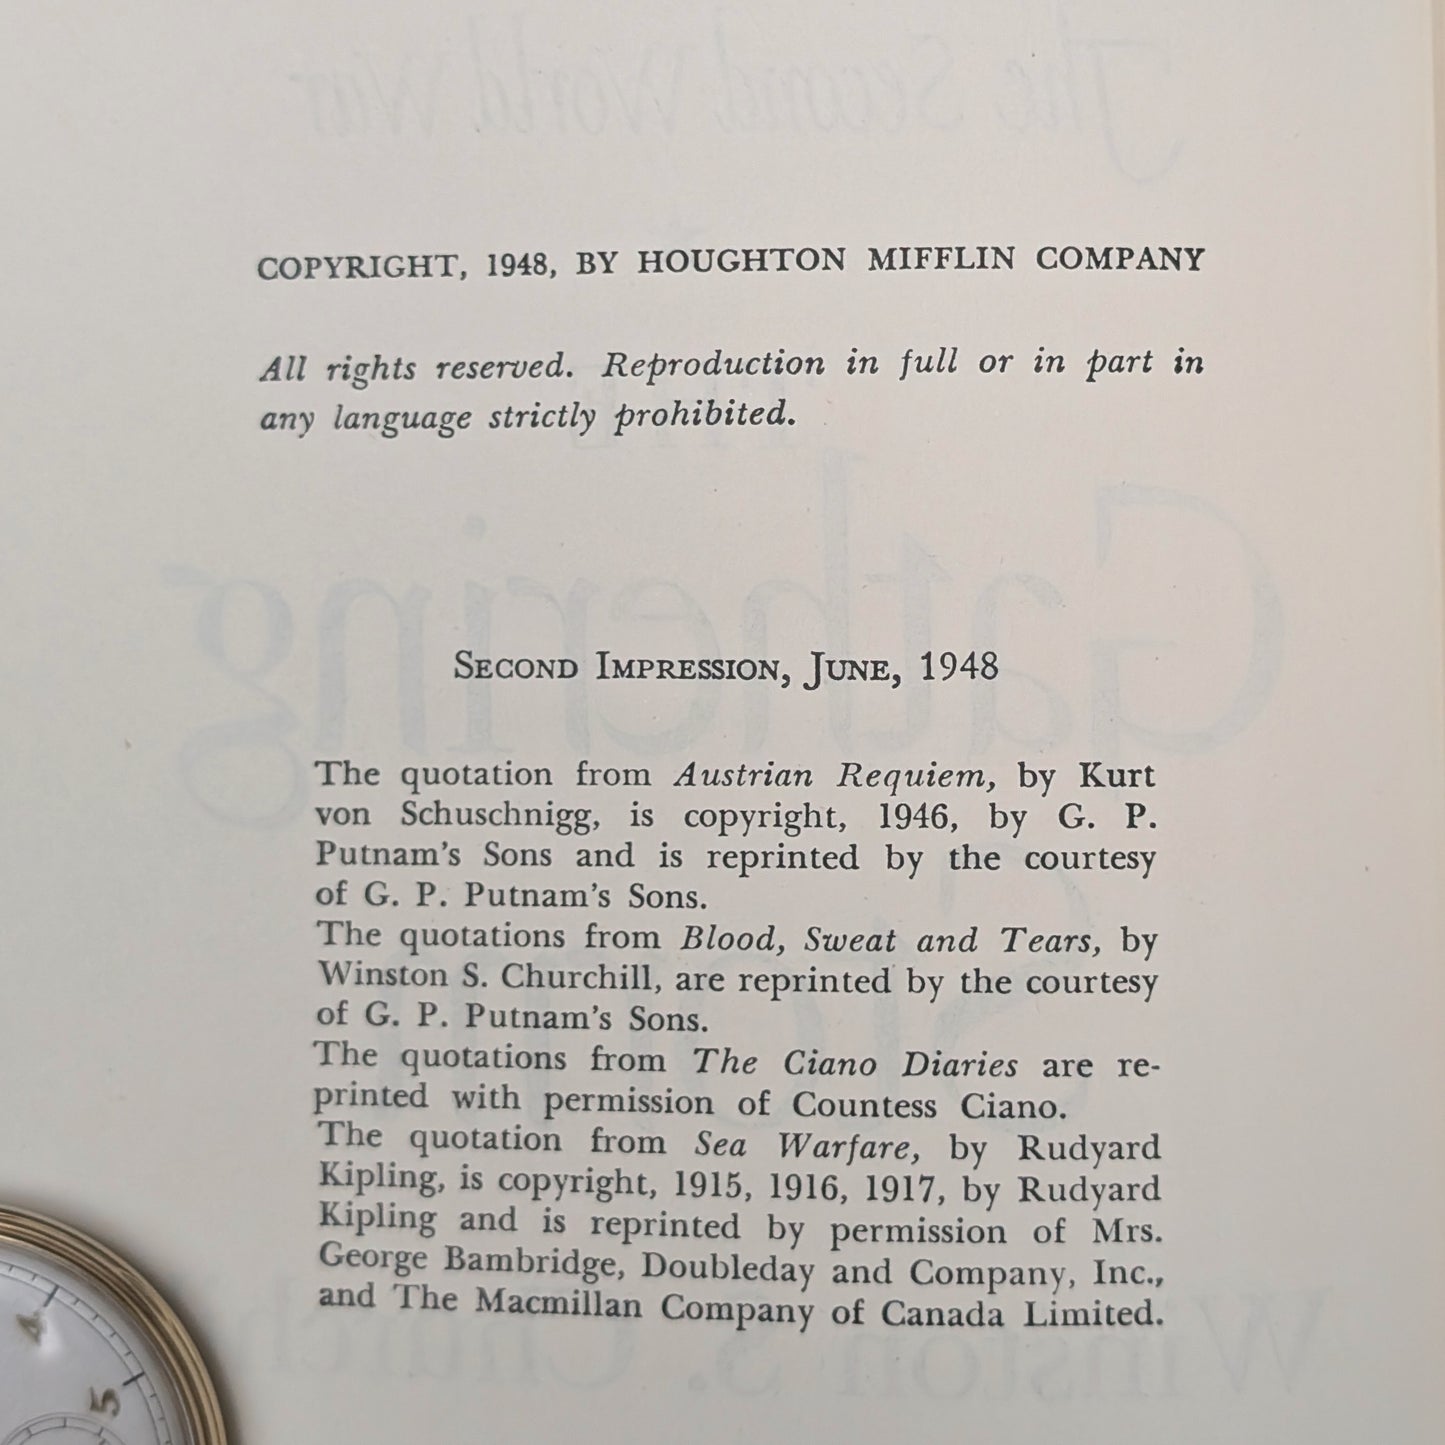 COPYRIGHT, 1948, BY HOUGHTON MIFFLIN COMPANY
All rights reserved. Reproduction in full or in part in
any language strictly prohibited.
SECOND IMPRESSION, JUNE, 1948
The quotation from Austrian Requiem, by Kurt
von Schuschnigg, is copyright, 1946, by G. P.
Putnam's Sons and is reprinted by the courtesy
of G. P. Putnam's Sons.
The quotations from Blood, Sweat and Tears, by
Winston S. Churchill, are reprinted by the courtesy
of G. P. Putnam's Sons.
The quotations from The Ciano Diaries are re-
printed with permission of Countess Ciano.
The quotation from Sea Warfare, by Rudyard
Kipling, is copyright, 1915, 1916, 1917, by Rudyard
Kipling and is reprinted by permission of Mrs.
George Bambridge, Doubleday and Company, Inc.,
and The Macmillan Company of Canada Limited.
4
5